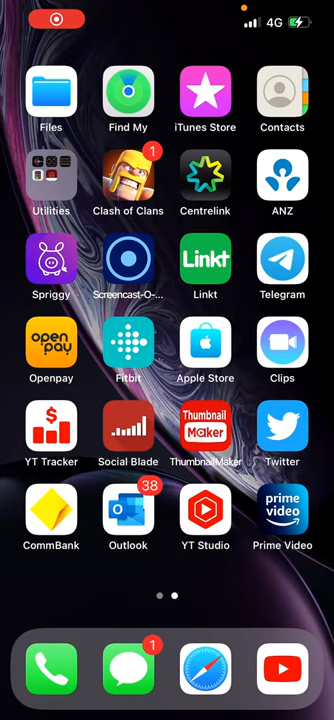 4G
Files Find My iTunes Store Contacts
1
Utilities Clash of Clans Centrelink ANZ
Linkt
Spriggy Screencast-O-... Linkt Telegram
open
pay
Openpay Fitbit Apple Store Clips
$
Thumbnail
Maker
YT Tracker Social Blade ThumbnailMaker Twitter
38
O
prime
video
CommBank Outlook YT Studio Prime Video
1